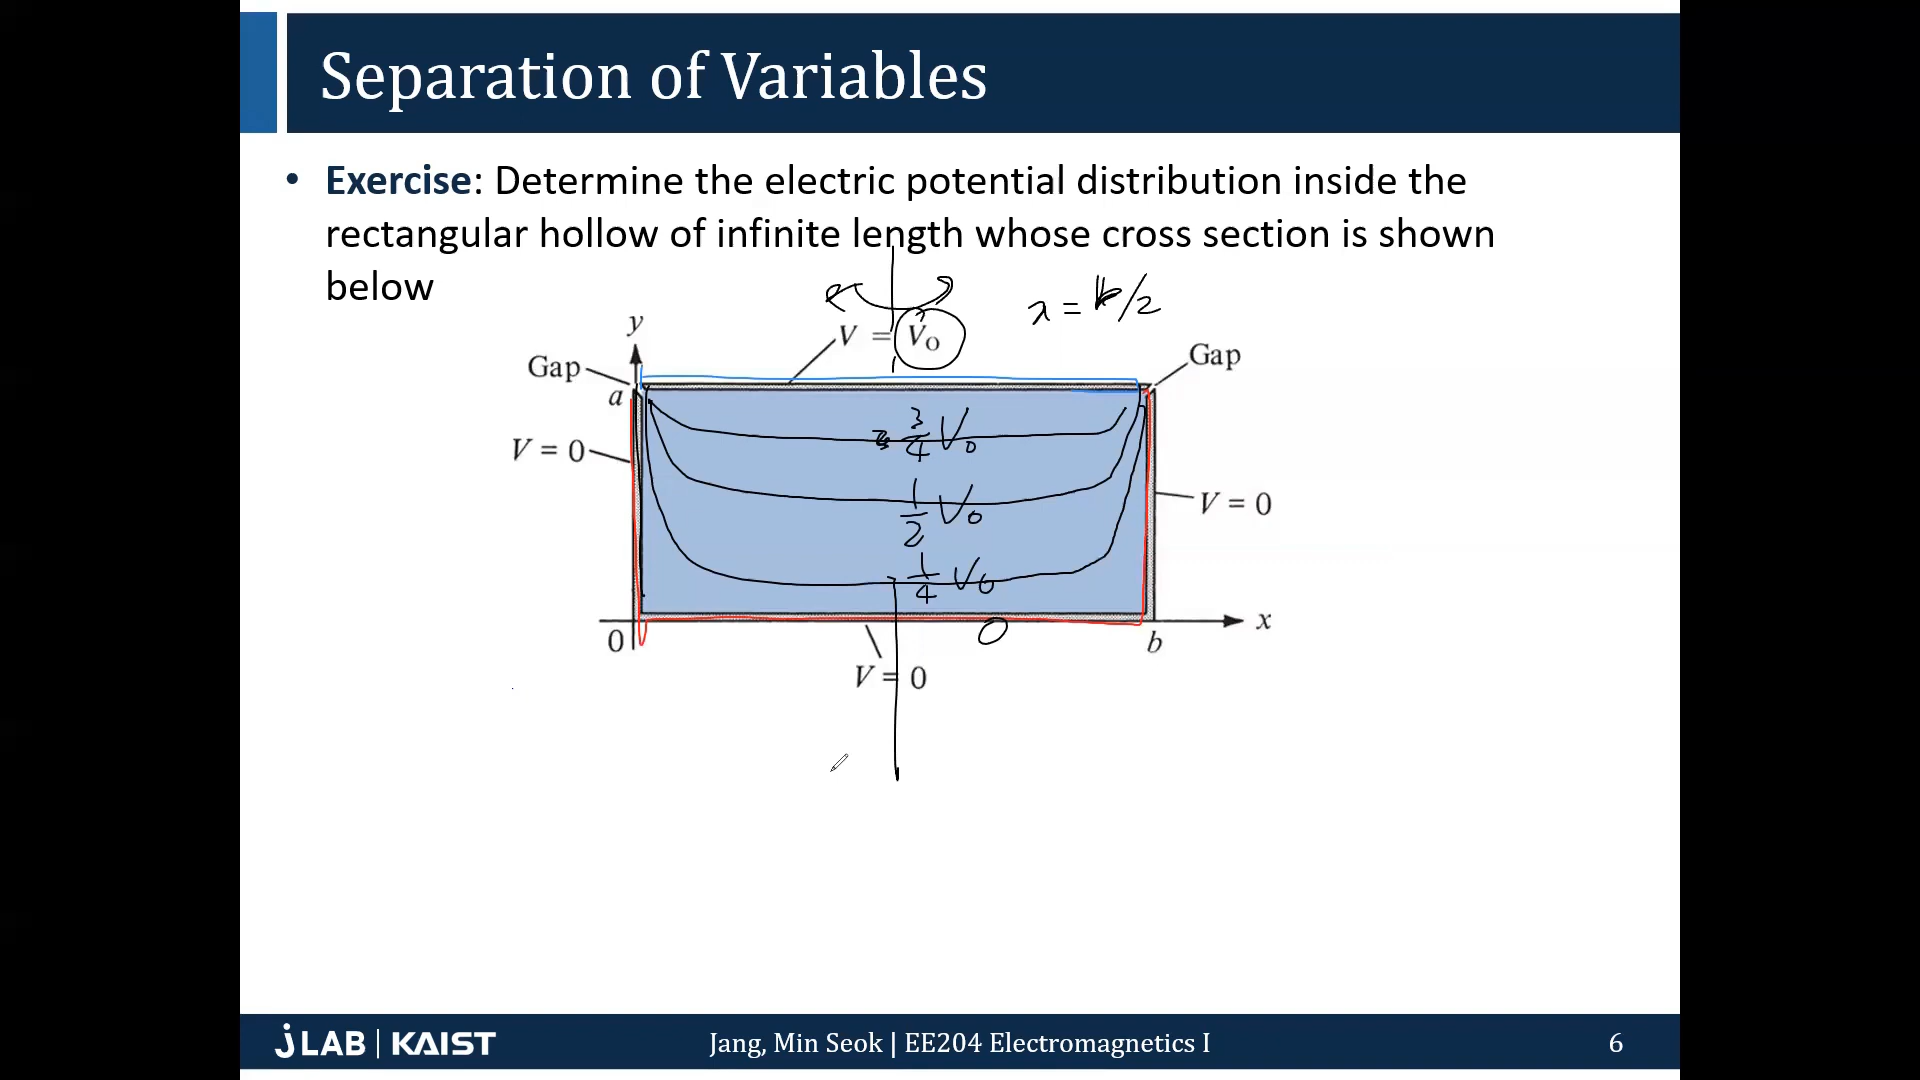 Separation of Variables
• Exercise: Determine the electric potential distribution inside the
rectangular hollow of infinite length whose cross section is shown
below
x = b/2
y
V = V₀
Gap
Gap
a
3/4 V₀
V = 0
1/2 V₀
V = 0
1/4 V₀
0
x
0
b
V = 0
jLAB | KAIST
Jang, Min Seok | EE204 Electromagnetics I
6